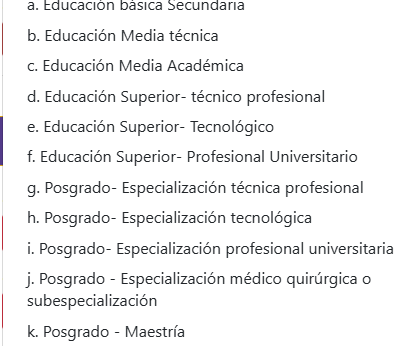 a. Educación básica Secundaria
b. Educación Media técnica
c. Educación Media Académica
d. Educación Superior- técnico profesional
e. Educación Superior- Tecnológico
f. Educación Superior- Profesional Universitario
g. Posgrado- Especialización técnica profesional
h. Posgrado- Especialización tecnológica
i. Posgrado- Especialización profesional universitaria
j. Posgrado - Especialización médico quirúrgica o
subespecialización
k. Posgrado - Maestría